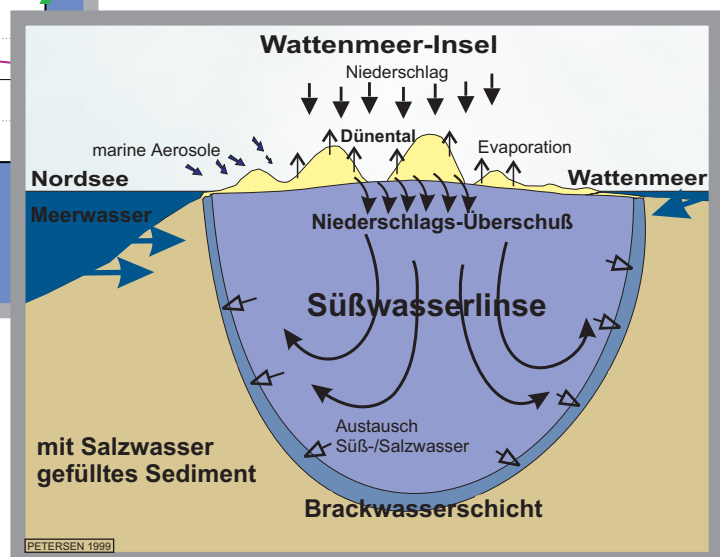 Wattenmeer-Insel
Niederschlag
Dünental
marine Aerosole
Evaporation
Nordsee
Wattenmeer
Meerwasser
Niederschlags-Überschuß
Süßwasserlinse
Austausch
Süß-/Salzwasser
mit Salzwasser
gefülltes Sediment
Brackwasserschicht
PETERSEN 1999